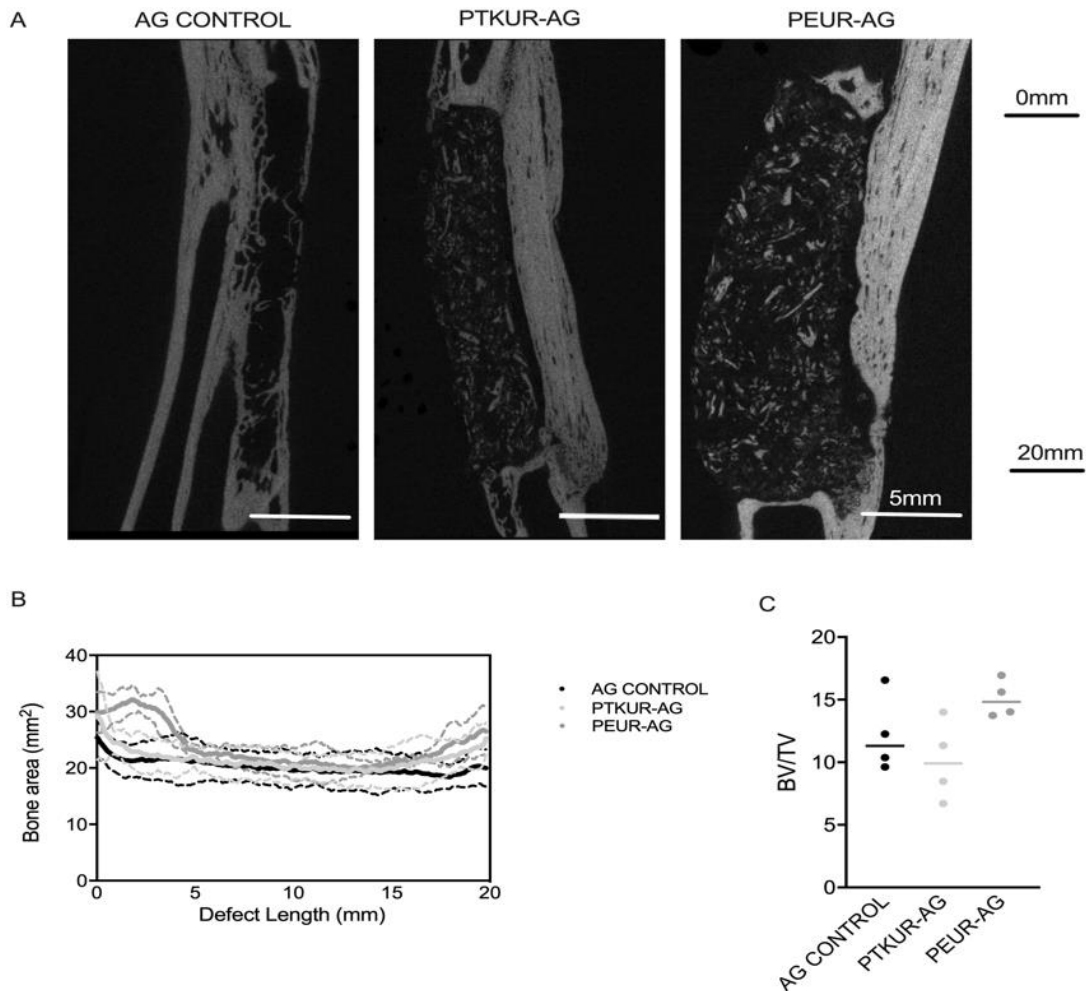 A
AG CONTROL
PTKUR-AG
PEUR-AG
0mm
20mm
5mm
B
40
30
20
10
0
Bone area (mm²)
0
5
10
15
20
Defect Length (mm)
AG CONTROL
PTKUR-AG
PEUR-AG
C
20
15
10
5
0
BV/TV
AG CONTROL
PTKUR-AG
PEUR-AG